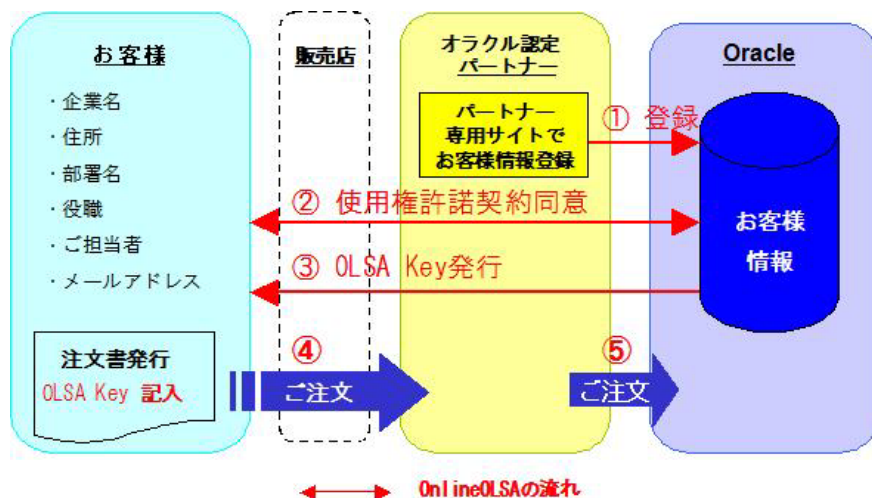 お客様
・企業名
・住所
・部署名
・役職
・ご担当者
・メールアドレス
注文書発行
OLSA Key 記入
販売店
オラクル認定
パートナー
パートナー
専用サイトで
お客様情報登録
Oracle
① 登録
② 使用権許諾契約同意
③ OLSA Key発行
お客様
情報
④
ご注文
⑤
ご注文
OnlineOLSAの流れ